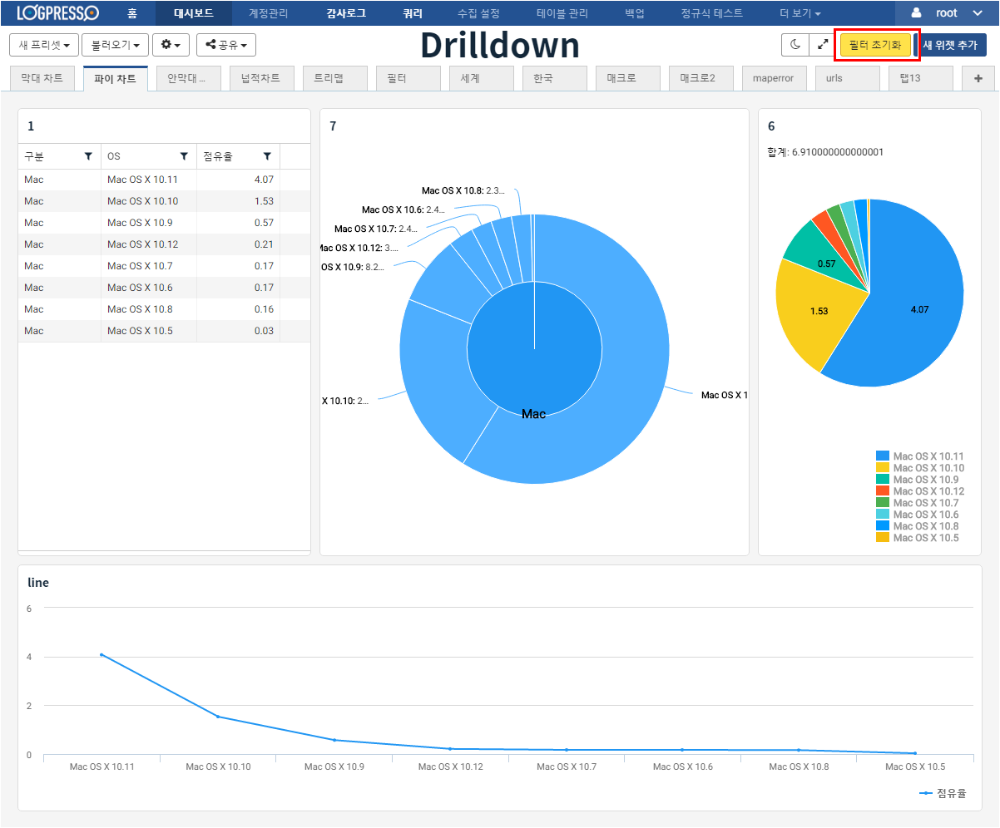 LOGPRESSO 홈 대시보드 계정관리 감사로그 쿼리 수집 설정 테이블 관리 백업 정규식 테스트 더 보기 root
새 프리셋 불러오기 공유 Drilldown 필터 초기화 새 위젯 추가
막대 차트 파이 차트 안막대 ... 넙적차트 트리맵 필터 세계 한국 매크로 매크로2 maperror urls 탭13 +
1
구분 OS 점유율
Mac Mac OS X 10.11 4.07
Mac Mac OS X 10.10 1.53
Mac Mac OS X 10.9 0.57
Mac Mac OS X 10.12 0.21
Mac Mac OS X 10.7 0.17
Mac Mac OS X 10.6 0.17
Mac Mac OS X 10.8 0.16
Mac Mac OS X 10.5 0.03
7
Mac OS X 10.8: 2.3...
Mac OS X 10.6: 2.4...
Mac OS X 10.7: 2.4...
Mac OS X 10.12: 3....
OS X 10.9: 8.2...
X 10.10: 2...
Mac OS X 1
Mac
6
합계: 6.910000000000001
0.57
1.53
4.07
Mac OS X 10.11
Mac OS X 10.10
Mac OS X 10.9
Mac OS X 10.12
Mac OS X 10.7
Mac OS X 10.6
Mac OS X 10.8
Mac OS X 10.5
line
6
4
2
0
Mac OS X 10.11 Mac OS X 10.10 Mac OS X 10.9 Mac OS X 10.12 Mac OS X 10.7 Mac OS X 10.6 Mac OS X 10.8 Mac OS X 10.5
점유율